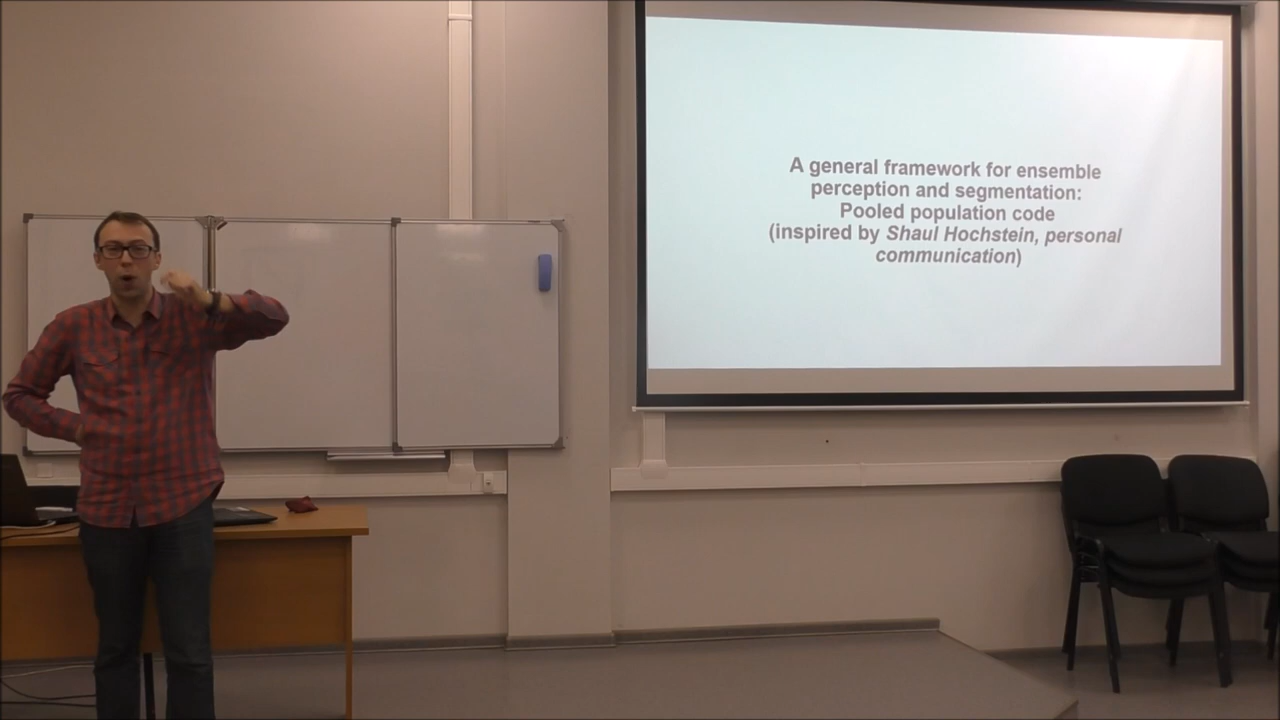 A general framework for ensemble
perception and segmentation:
Pooled population code
(inspired by Shaul Hochstein, personal
communication)